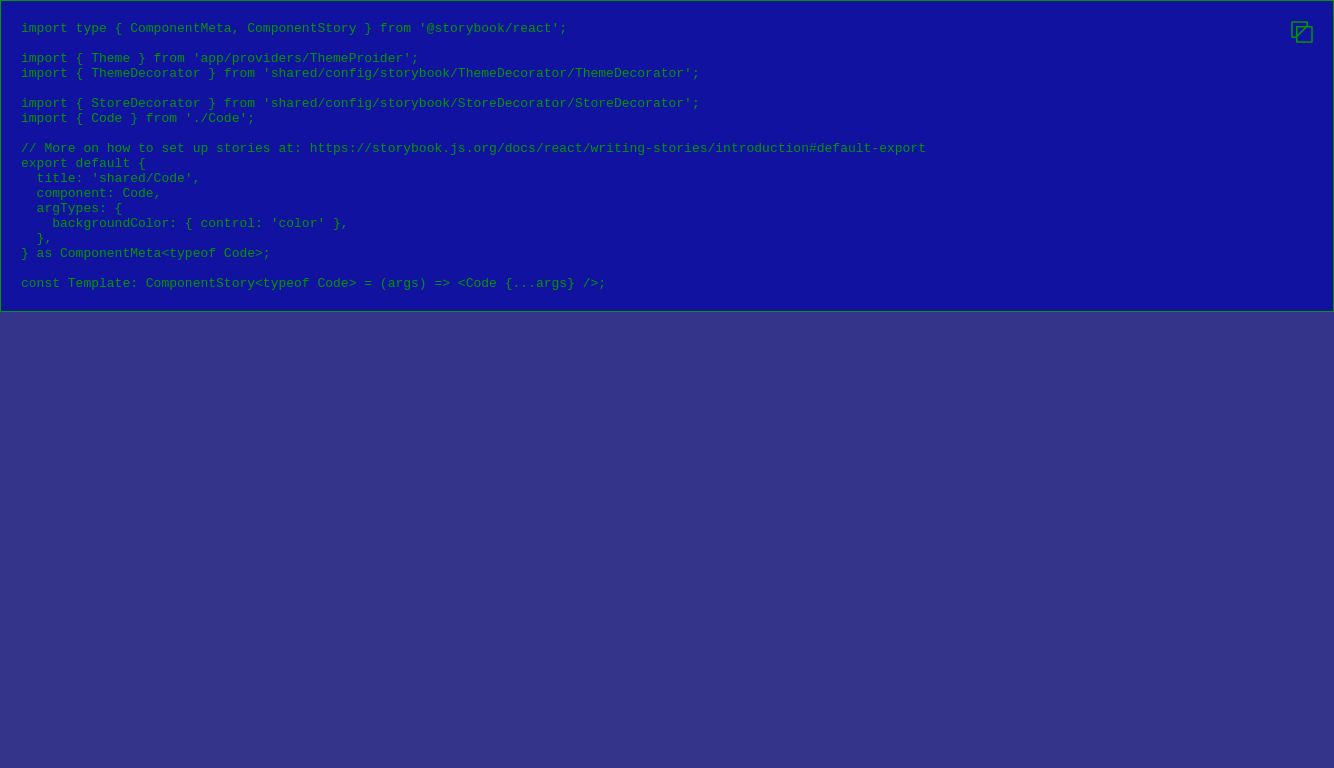 import type { ComponentMeta, ComponentStory } from '@storybook/react';
import { Theme } from 'app/providers/ThemeProider';
import { ThemeDecorator } from 'shared/config/storybook/ThemeDecorator/ThemeDecorator';
import { StoreDecorator } from 'shared/config/storybook/StoreDecorator/StoreDecorator';
import { Code } from './Code';
// More on how to set up stories at: https://storybook.js.org/docs/react/writing-stories/introduction#default-export
export default {
  title: 'shared/Code',
  component: Code,
  argTypes: {
    backgroundColor: { control: 'color' },
  },
} as ComponentMeta<typeof Code>;
const Template: ComponentStory<typeof Code> = (args) => <Code {...args} />;